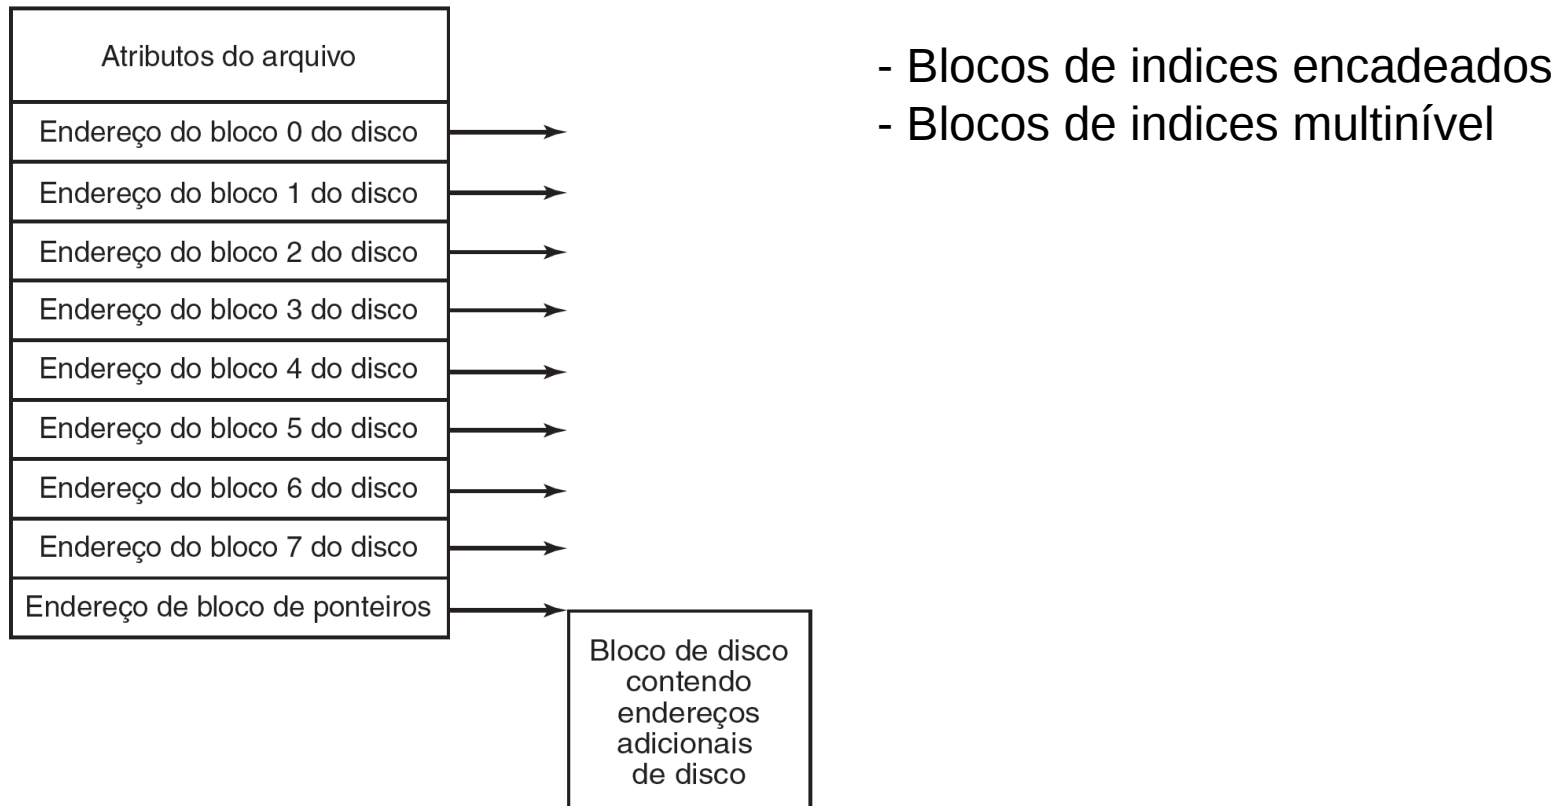 Atributos do arquivo
Endereço do bloco 0 do disco
Endereço do bloco 1 do disco
Endereço do bloco 2 do disco
Endereço do bloco 3 do disco
Endereço do bloco 4 do disco
Endereço do bloco 5 do disco
Endereço do bloco 6 do disco
Endereço do bloco 7 do disco
Endereço de bloco de ponteiros
Bloco de disco
contendo
endereços
adicionais
de disco
- Blocos de indices encadeados
- Blocos de indices multinível